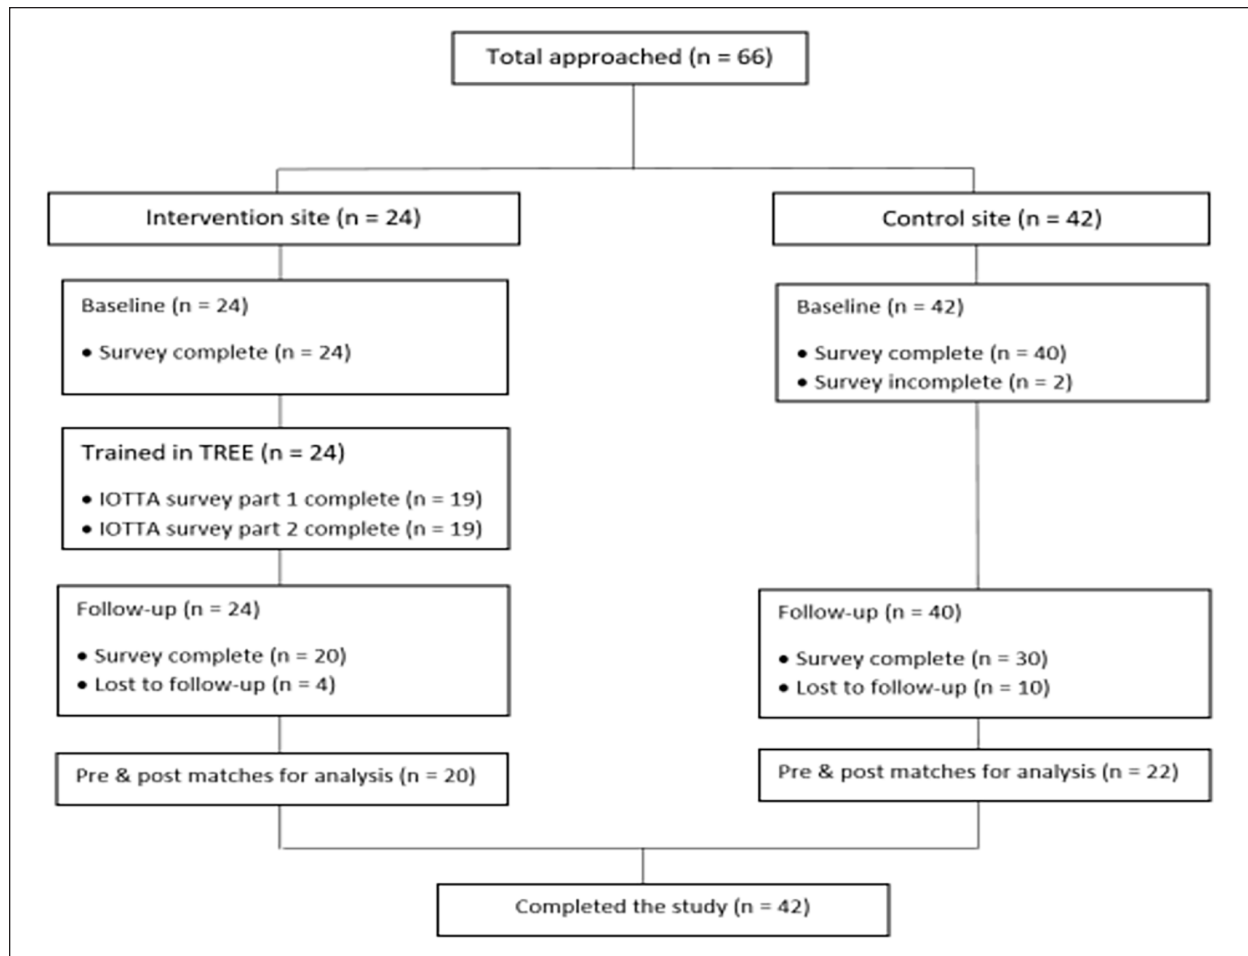 Total approached (n = 66)
Intervention site (n = 24)
Control site (n = 42)
Baseline (n = 24)
• Survey complete (n = 24)
Baseline (n = 42)
• Survey complete (n = 40)
• Survey incomplete (n = 2)
Trained in TREE (n = 24)
• IOTTA survey part 1 complete (n = 19)
• IOTTA survey part 2 complete (n = 19)
Follow-up (n = 24)
• Survey complete (n = 20)
• Lost to follow-up (n = 4)
Follow-up (n = 40)
• Survey complete (n = 30)
• Lost to follow-up (n = 10)
Pre & post matches for analysis (n = 20)
Pre & post matches for analysis (n = 22)
Completed the study (n = 42)